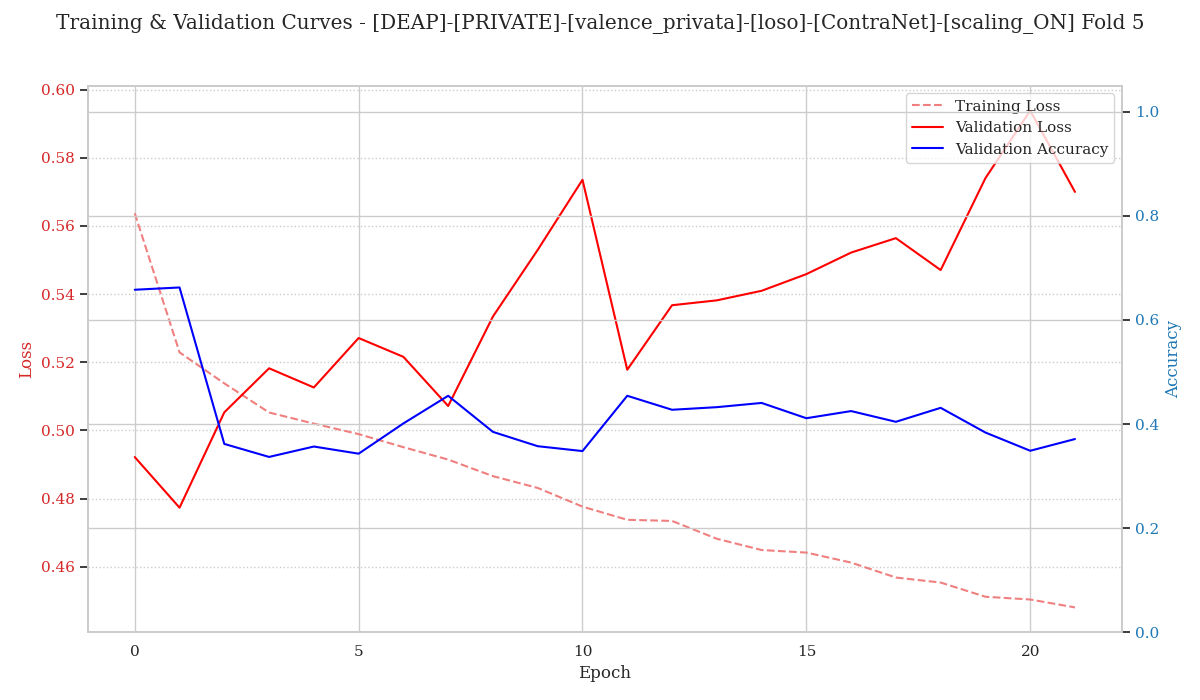 Training & Validation Curves - [DEAP]-[PRIVATE]-[valence_privata]-[loso]-[ContraNet]-[scaling_ON] Fold 5
0.60
0.58
0.56
0.54
0.52
0.50
0.48
0.46
Loss
Training Loss
Validation Loss
Validation Accuracy
1.0
0.8
0.6
0.4
0.2
0.0
Accuracy
0 5 10 15 20
Epoch